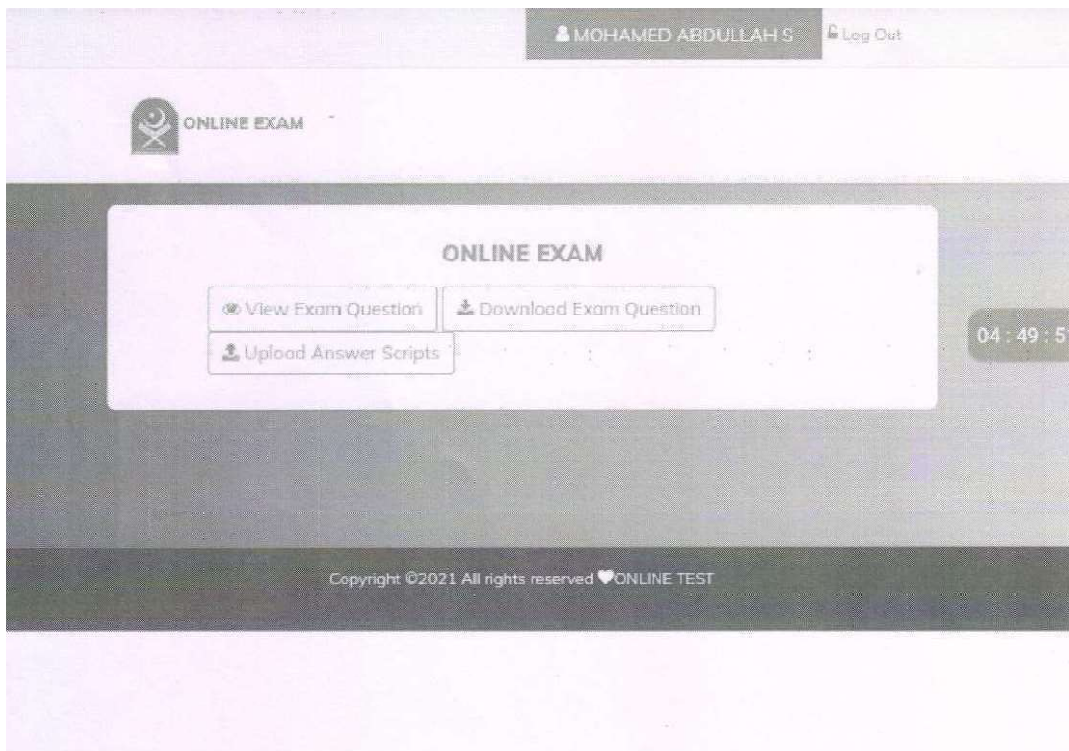 MOHAMED ABDULLAH S Log Out
ONLINE EXAM
ONLINE EXAM
View Exam Question Download Exam Question
04 : 49 : 5
Upload Answer Scripts
Copyright ©2021 All rights reserved ONLINE TEST